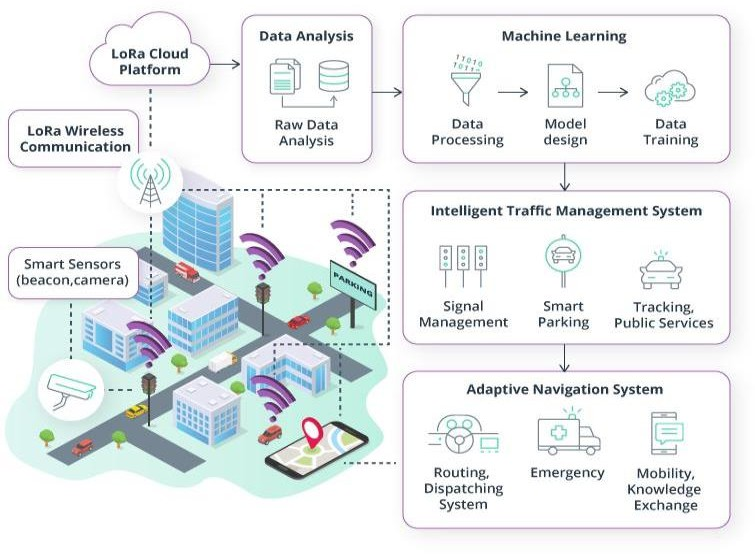 LoRa Cloud
Platform
Data Analysis
Raw Data
Analysis
Machine Learning
11010
10110
Data
Processing
Model
design
Data
Training
LoRa Wireless
Communication
Smart Sensors
(beacon,camera)
PARKING
Intelligent Traffic Management System
Signal
Management
Smart
Parking
Tracking,
Public Services
Adaptive Navigation System
Routing,
Dispatching
System
Emergency
Mobility,
Knowledge
Exchange